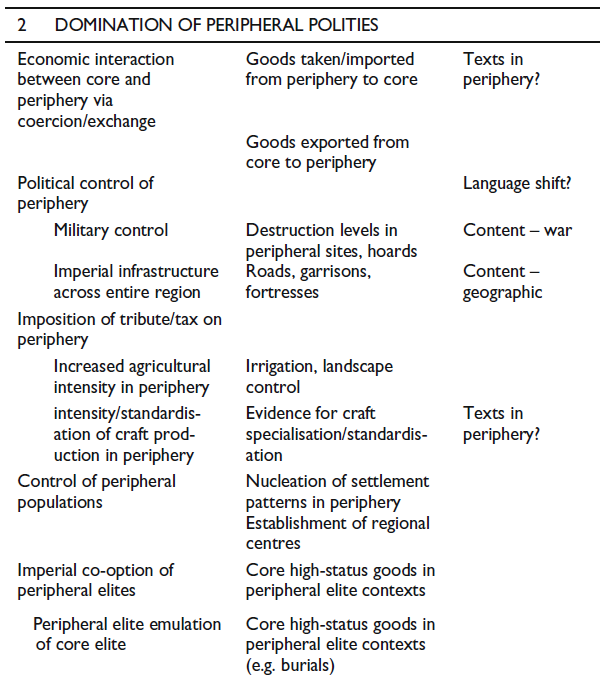 2 DOMINATION OF PERIPHERAL POLITIES
Economic interaction
between core and
periphery via
coercion/exchange
Goods taken/imported
from periphery to core
Texts in
periphery?
Goods exported from
core to periphery
Political control of
periphery
Language shift?
Military control
Destruction levels in
peripheral sites, hoards
Content – war
Imperial infrastructure
across entire region
Roads, garrisons,
fortresses
Content –
geographic
Imposition of tribute/tax on
periphery
Increased agricultural
intensity in periphery
Irrigation, landscape
control
intensity/standardis-
ation of craft prod-
uction in periphery
Evidence for craft
specialisation/standardis-
ation
Texts in
periphery?
Control of peripheral
populations
Nucleation of settlement
patterns in periphery
Establishment of regional
centres
Imperial co-option of
peripheral elites
Core high-status goods in
peripheral elite contexts
Peripheral elite emulation
of core elite
Core high-status goods in
peripheral elite contexts
(e.g. burials)